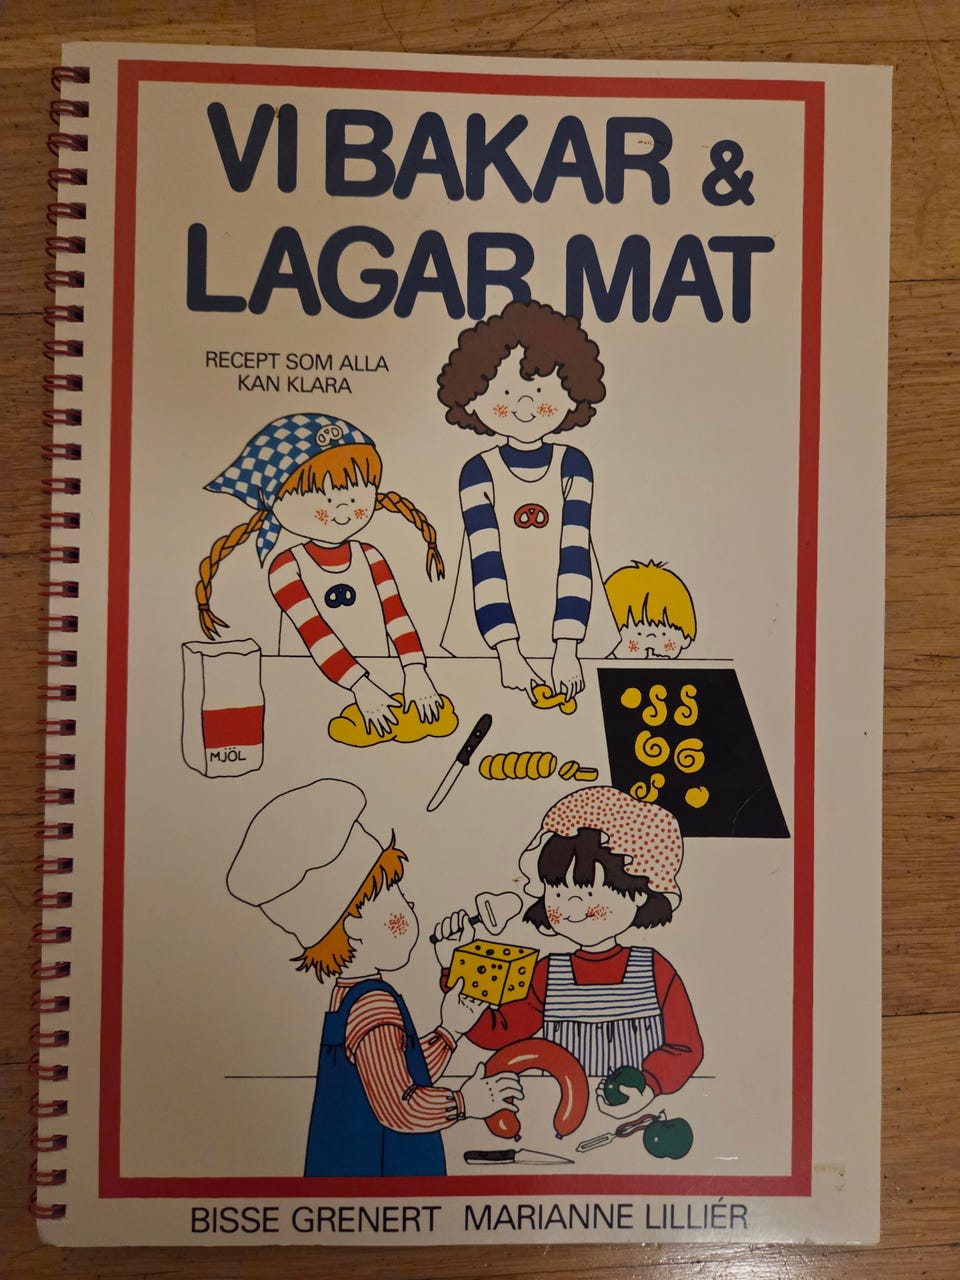 VI BAKAR &
LAGAR MAT
RECEPT SOM ALLA
KAN KLARA
MJÖL
BISSE GRENERT MARIANNE LILLIÉR